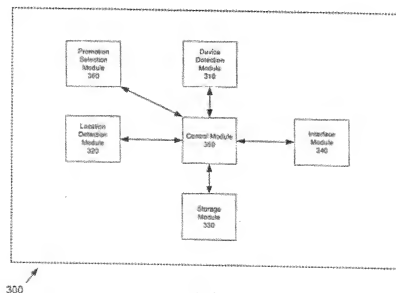 Promotion
Selection
Module
360
Device
Detection
Module
310
Location
Detection
Module
320
Control Module
350
Interface
Module
340
Storage
Module
330
300